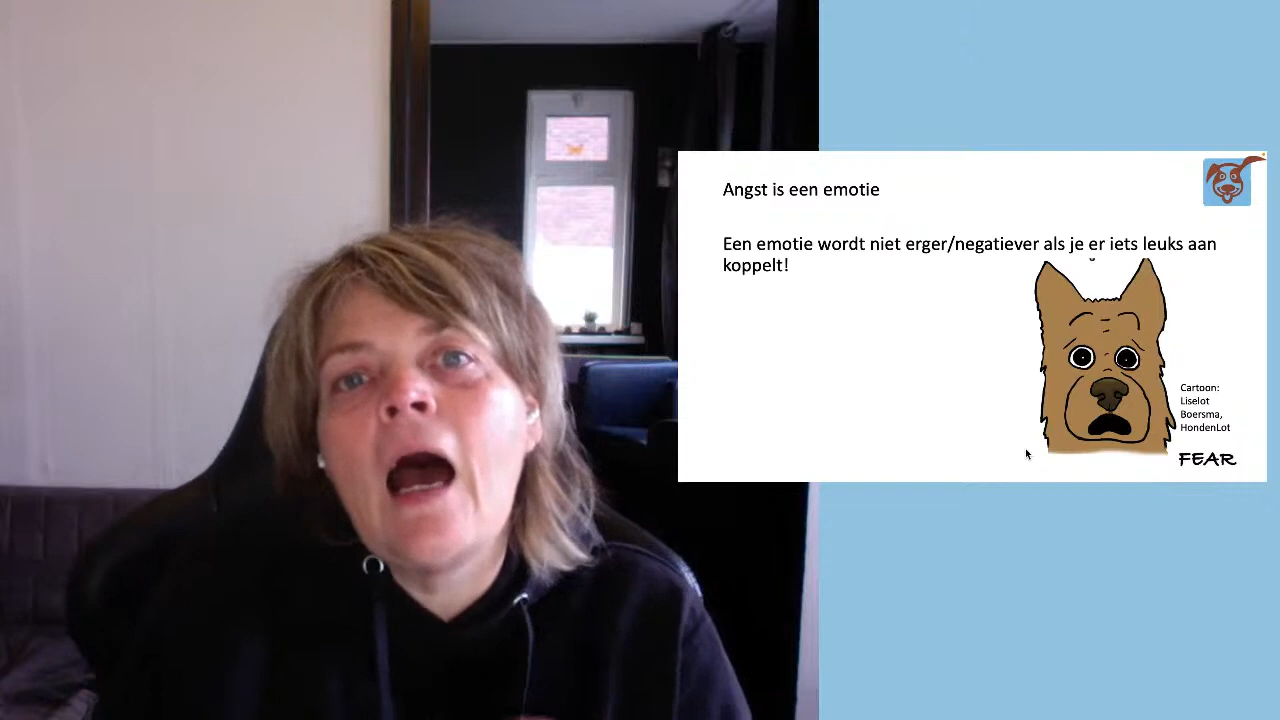 Angst is een emotie
Een emotie wordt niet erger/negatiever als je er iets leuks aan
koppelt!
Cartoon:
Liselot
Boersma,
HondenLot
FEAR